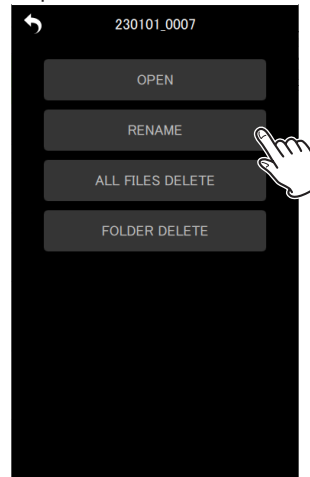 230101_0007
OPEN
RENAME
ALL FILES DELETE
FOLDER DELETE